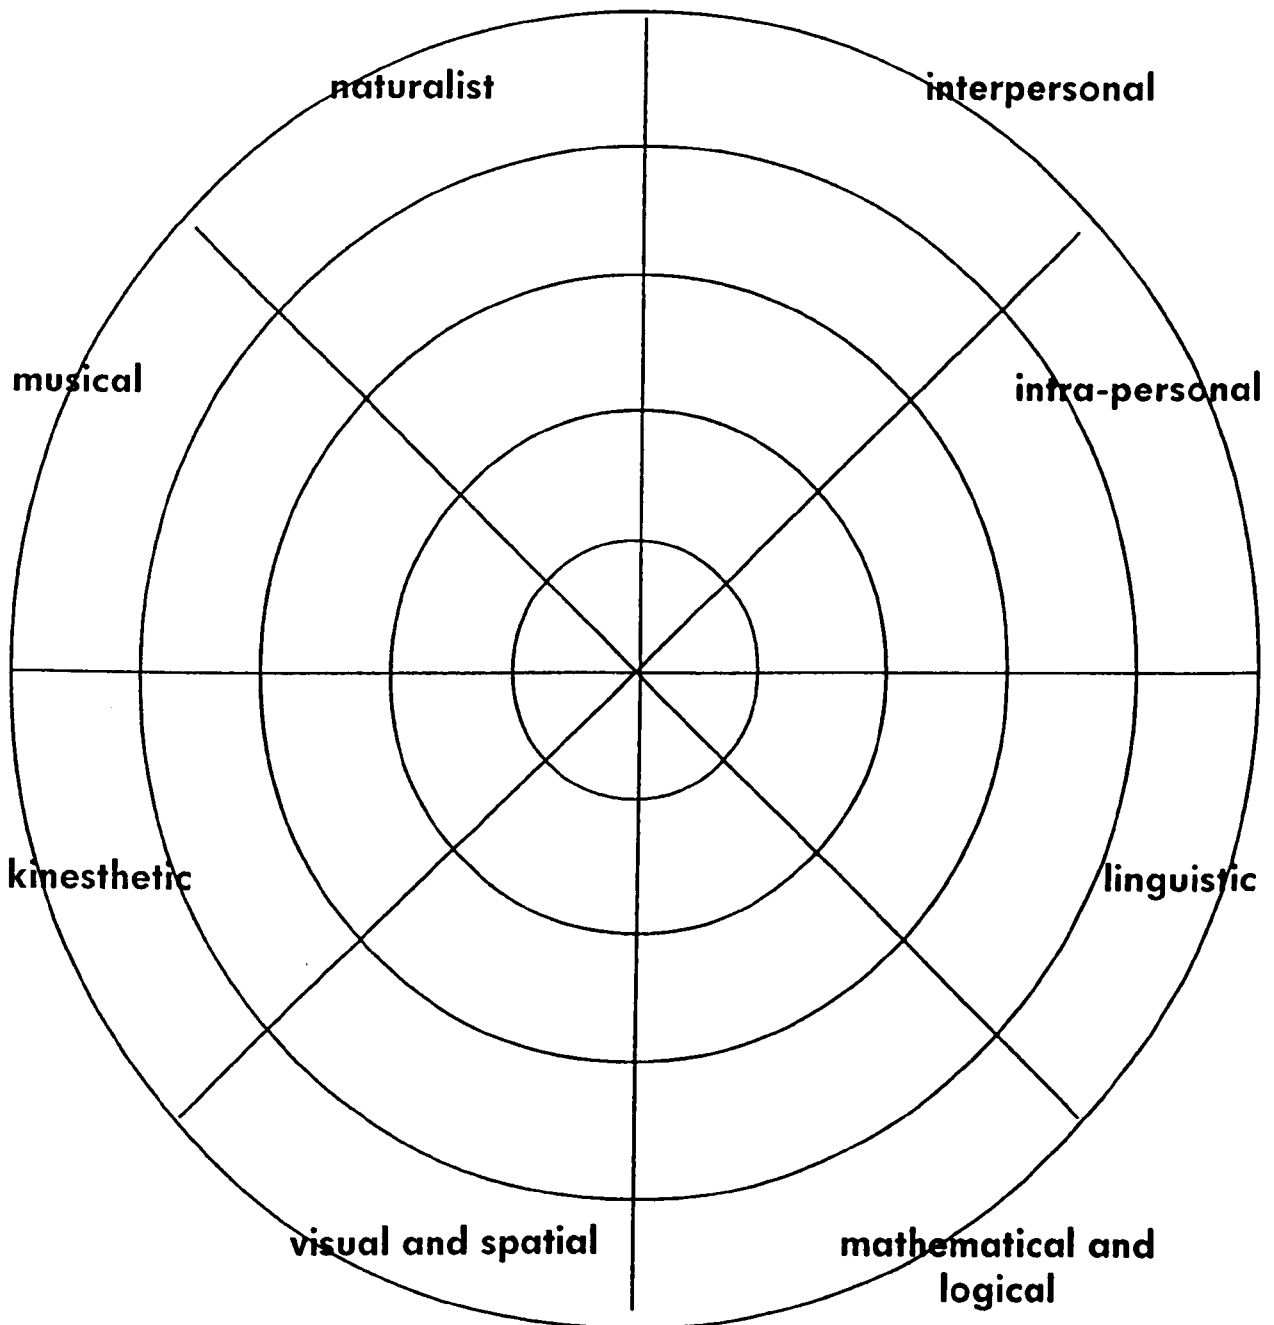 naturalist
interpersonal
musical
intra-personal
kinesthetic
linguistic
visual and spatial
mathematical and
logical